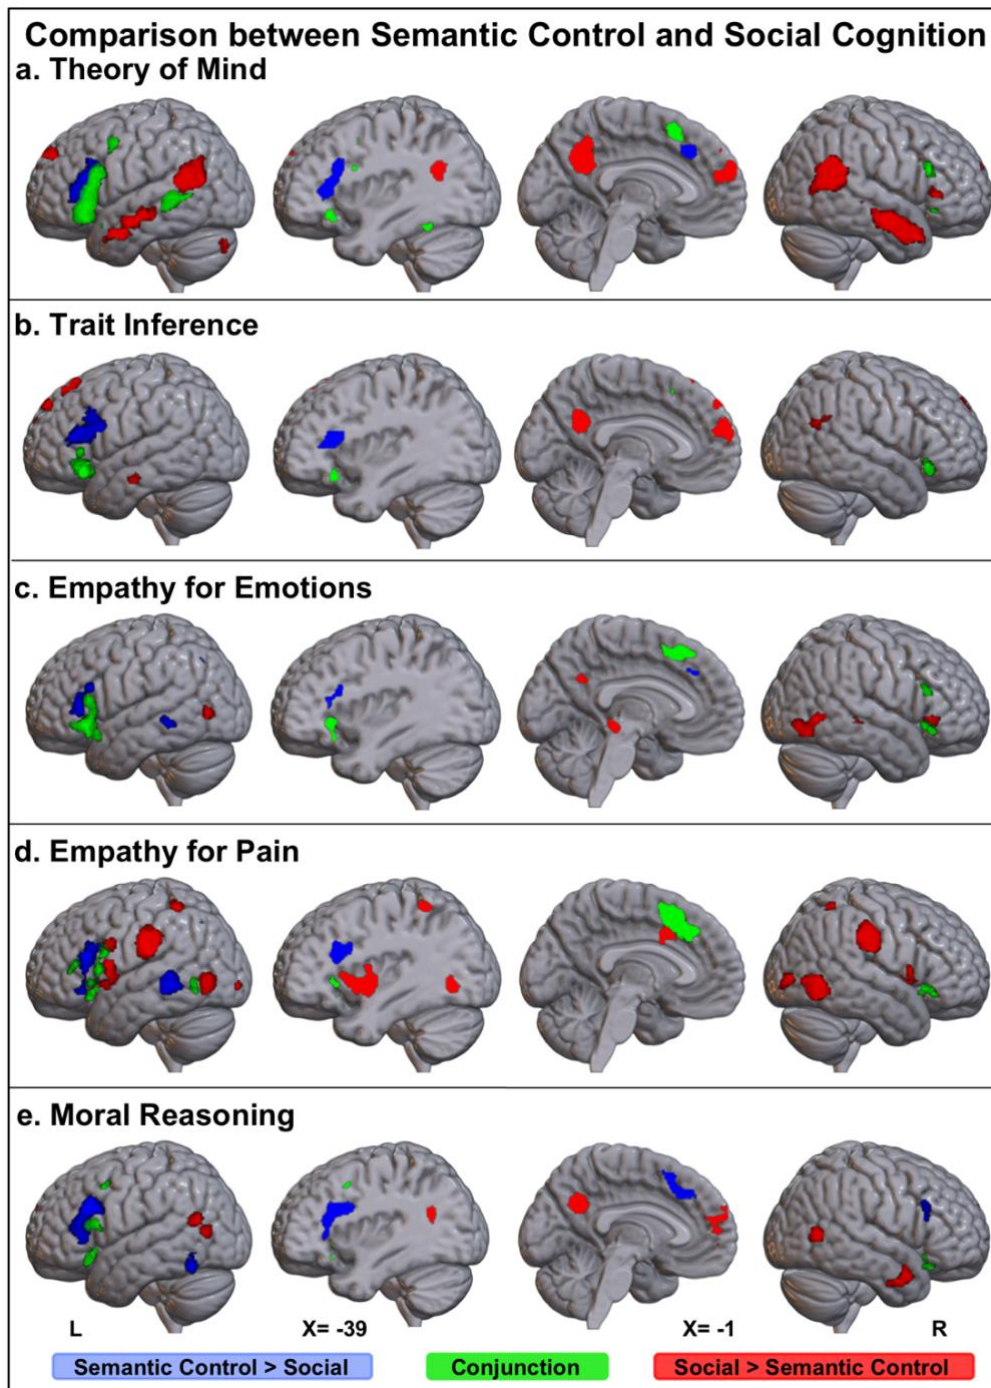 Comparison between Semantic Control and Social Cognition
a. Theory of Mind
b. Trait Inference
c. Empathy for Emotions
d. Empathy for Pain
e. Moral Reasoning
L X= -39 X= -1 R
Semantic Control > Social Conjunction Social > Semantic Control